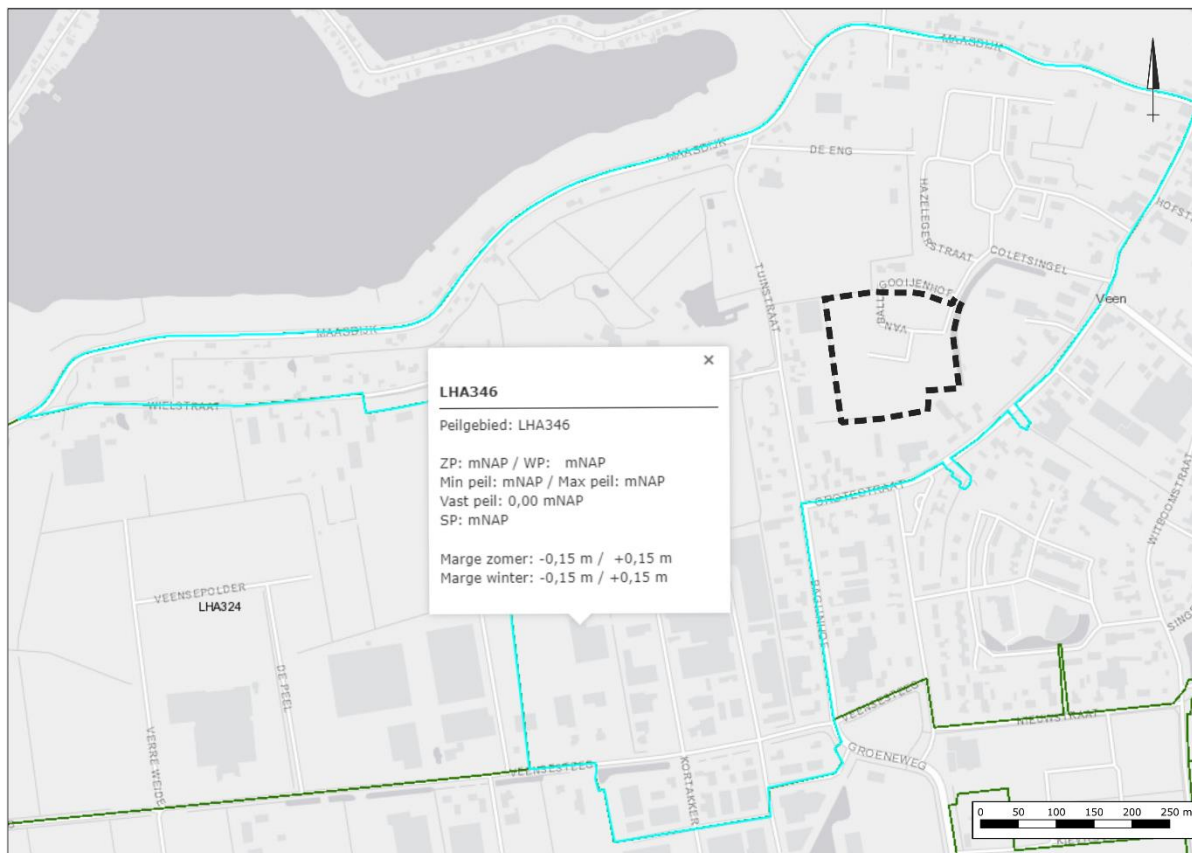 MAASDIJK
DE ENG
MAASDIJK
HAZELEGERSTRAAT
HOFST
COLETSINGEL
TUINSTRAAT
VAN BALLEGOOIJENHOF
Veen
MAASDIJK
×
LHA346
WIELSTRAAT
Peilgebied: LHA346
ZP: mNAP / WP: mNAP
Min peil: mNAP / Max peil: mNAP
Vast peil: 0,00 mNAP
SP: mNAP
GROTESTRAAT
WITBOOMSTRAAT
Marge zomer: -0,15 m / +0,15 m
Marge winter: -0,15 m / +0,15 m
VEENSEPOLDER
LHA324
SINGS
DE PEEL
VEENSESTEEG
NIEUWSTRAAT
VERRE WEIDE
VEENSESTEEG
KORTAKKER
GROENEWEG
0 50 100 150 200 250 m